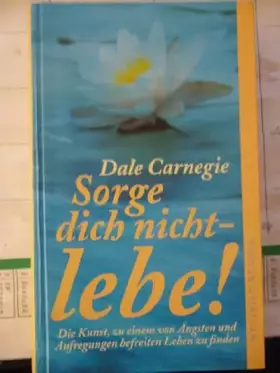 Dale Carnegie
Sorge
dich nicht-
lebe!
Die Kunst, zu einem von Ängsten und
Aufregungen befreiten Leben zu finden